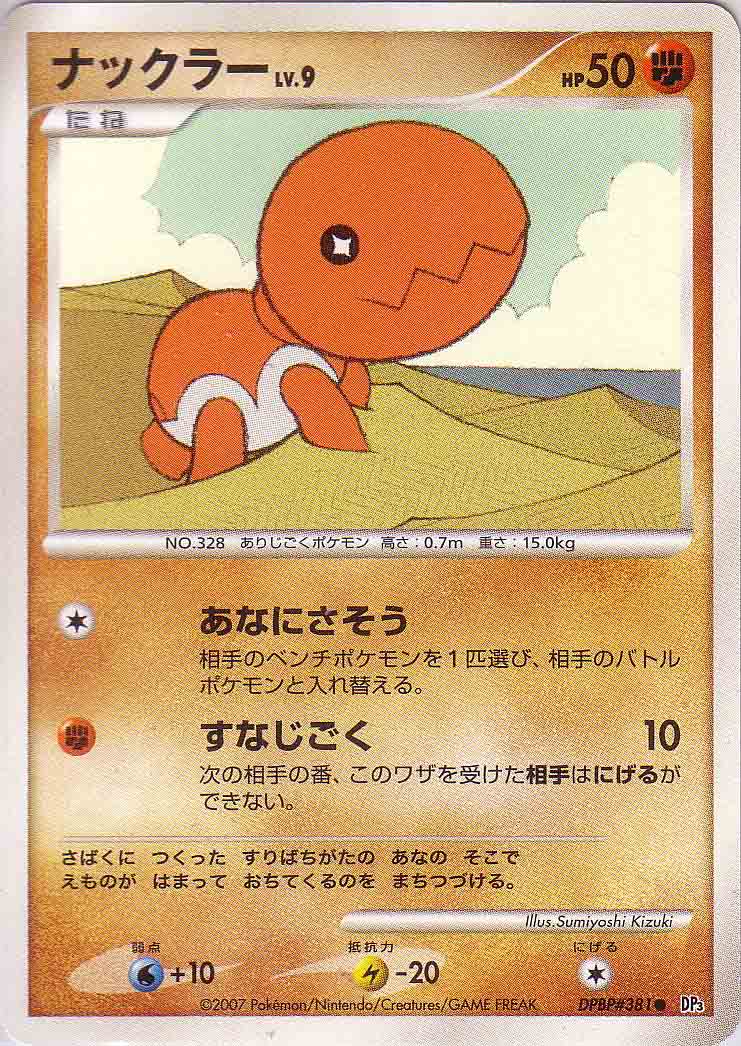 ナックラー LV.9 HP50
たね
NO.328 ありじごくポケモン 高さ:0.7m 重さ:15.0kg
あなにさそう
相手のベンチポケモンを1匹選び、相手のバトル
ポケモンと入れ替える。
すなじごく 10
次の相手の番、このワザを受けた相手はにげるが
できない。
さばくに つくった すりばちがたの あなの そこで
えものが はまって おちてくるのを まちつづける。
Illus.Sumiyoshi Kizuki
弱点 抵抗力 にげる
+10 -20
©2007 Pokémon/Nintendo/Creatures/GAME FREAK DPBP#381● DP3